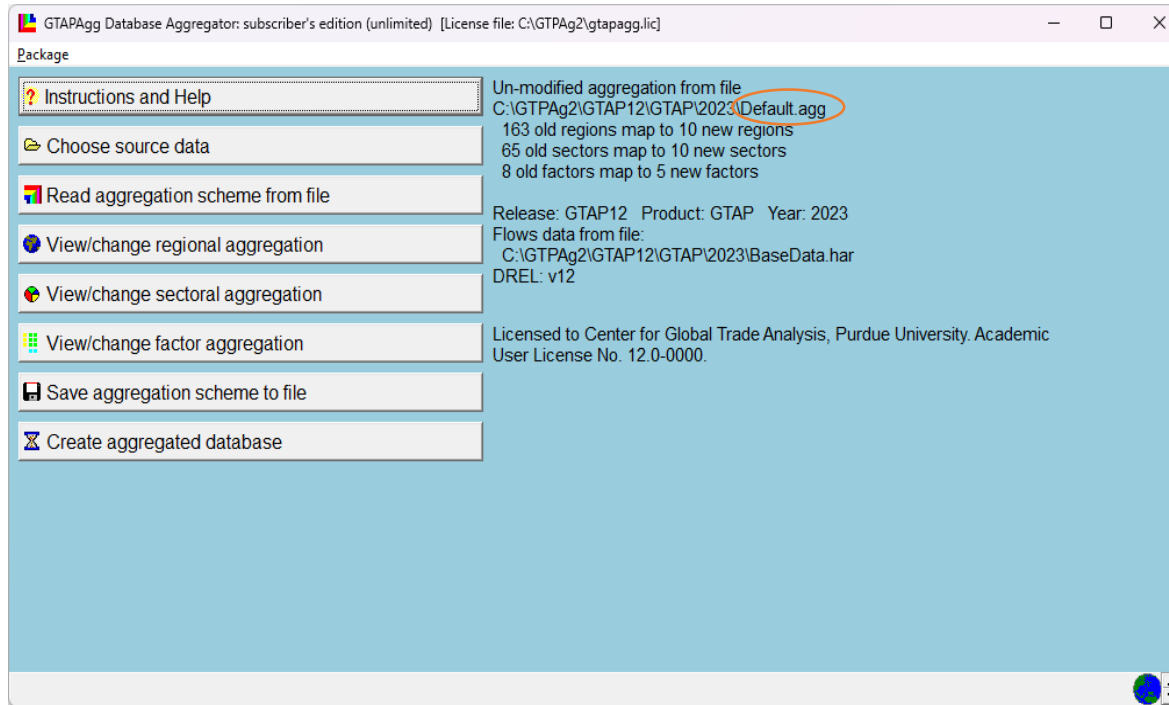 GTAPAgg Database Aggregator: subscriber's edition (unlimited) [License file: C:\GTPAg2\gtapagg.lic]
Package
Instructions and Help
Choose source data
Read aggregation scheme from file
View/change regional aggregation
View/change sectoral aggregation
View/change factor aggregation
Save aggregation scheme to file
Create aggregated database
Un-modified aggregation from file
C:\GTPAg2\GTAP12\GTAP\2023\Default.agg
163 old regions map to 10 new regions
65 old sectors map to 10 new sectors
8 old factors map to 5 new factors
Release: GTAP12 Product: GTAP Year: 2023
Flows data from file:
C:\GTPAg2\GTAP12\GTAP\2023\BaseData.har
DREL: v12
Licensed to Center for Global Trade Analysis, Purdue University. Academic
User License No. 12.0-0000.